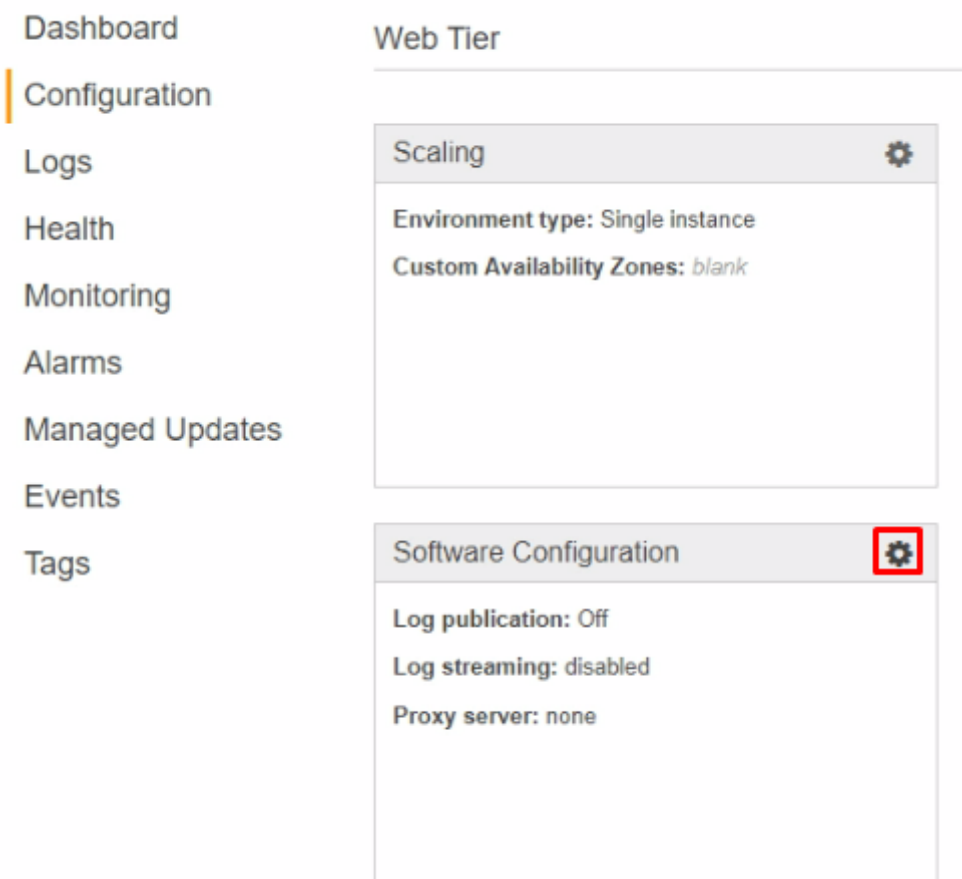 Dashboard
Configuration
Logs
Health
Monitoring
Alarms
Managed Updates
Events
Tags
Web Tier
Scaling
Environment type: Single instance
Custom Availability Zones: blank
Software Configuration
Log publication: Off
Log streaming: disabled
Proxy server: none